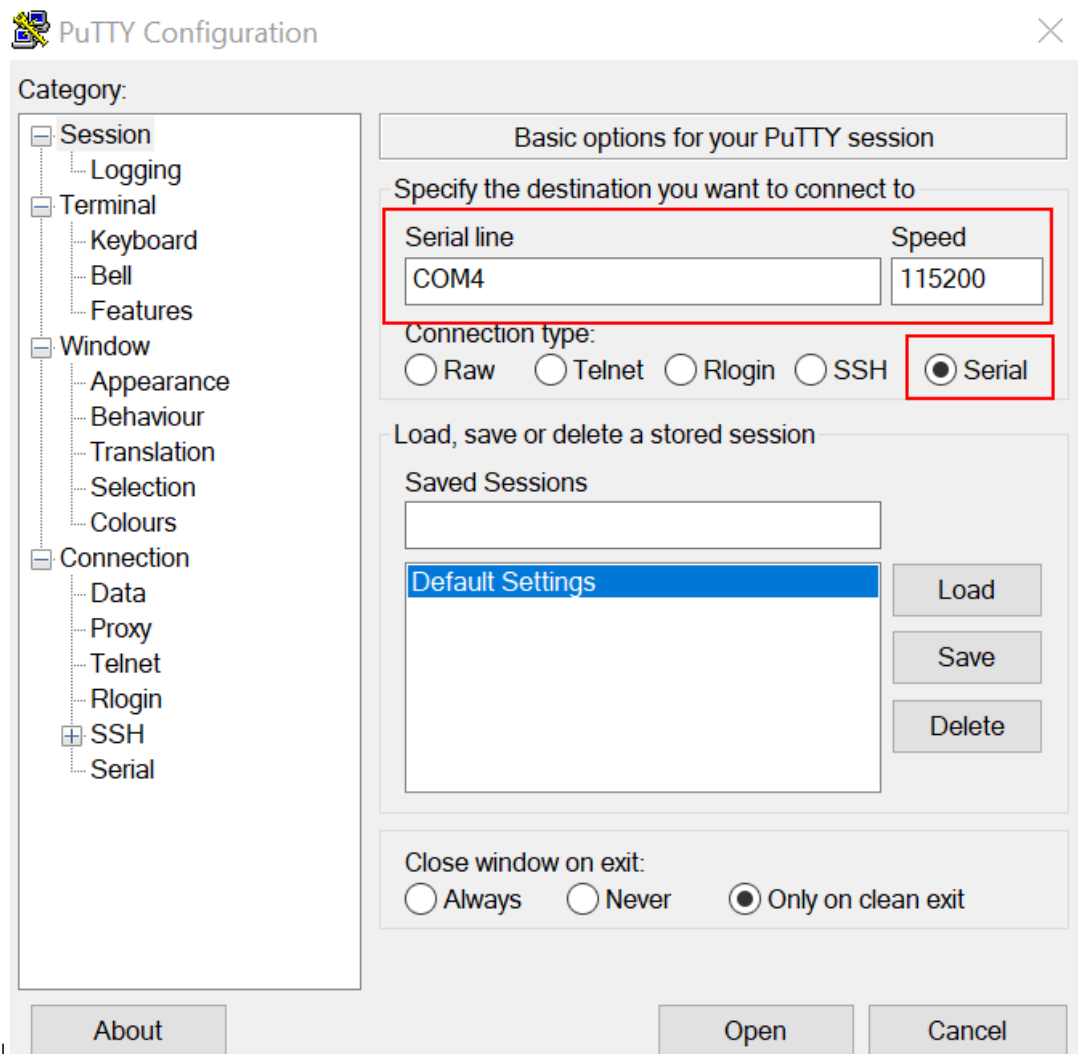 PuTTY Configuration
Category:
Session
Logging
Terminal
Keyboard
Bell
Features
Window
Appearance
Behaviour
Translation
Selection
Colours
Connection
Data
Proxy
Telnet
Rlogin
SSH
Serial
Basic options for your PuTTY session
Specify the destination you want to connect to
Serial line Speed
COM4 115200
Connection type:
Raw Telnet Rlogin SSH Serial
Load, save or delete a stored session
Saved Sessions
Default Settings
Load
Save
Delete
Close window on exit:
Always Never Only on clean exit
About Open Cancel